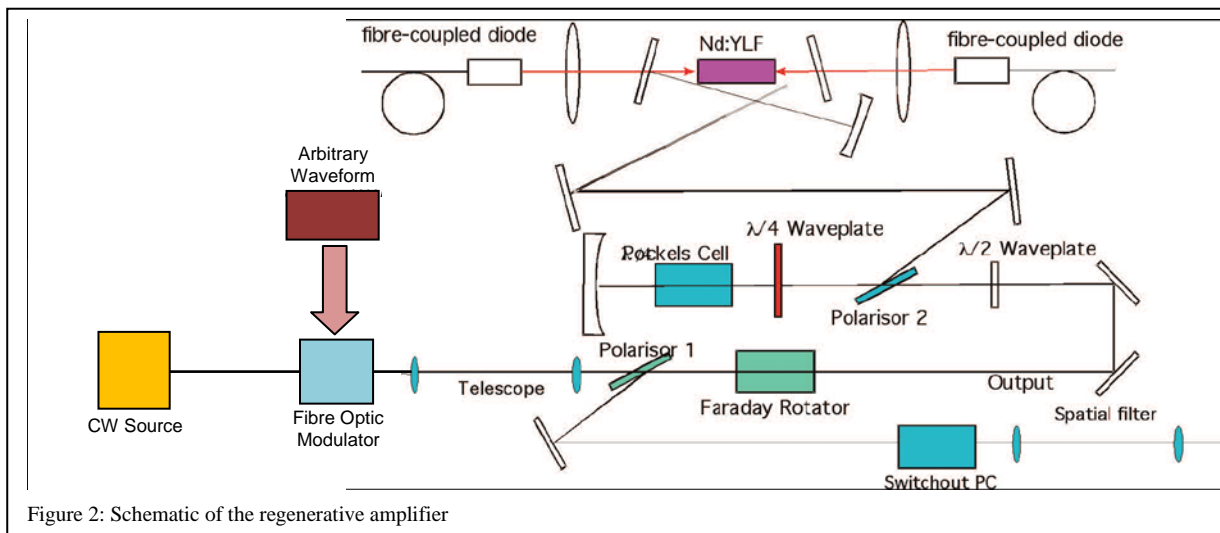 fibre-coupled diode
Nd:YLF
fibre-coupled diode
Arbitrary
Waveform
λ/4 Waveplate
Pockels Cell
λ/2 Waveplate
Polarisor 2
Polarisor 1
Telescope
Faraday Rotator
Output
Spatial filter
CW Source
Fibre Optic
Modulator
Switchout PC
Figure 2: Schematic of the regenerative amplifier